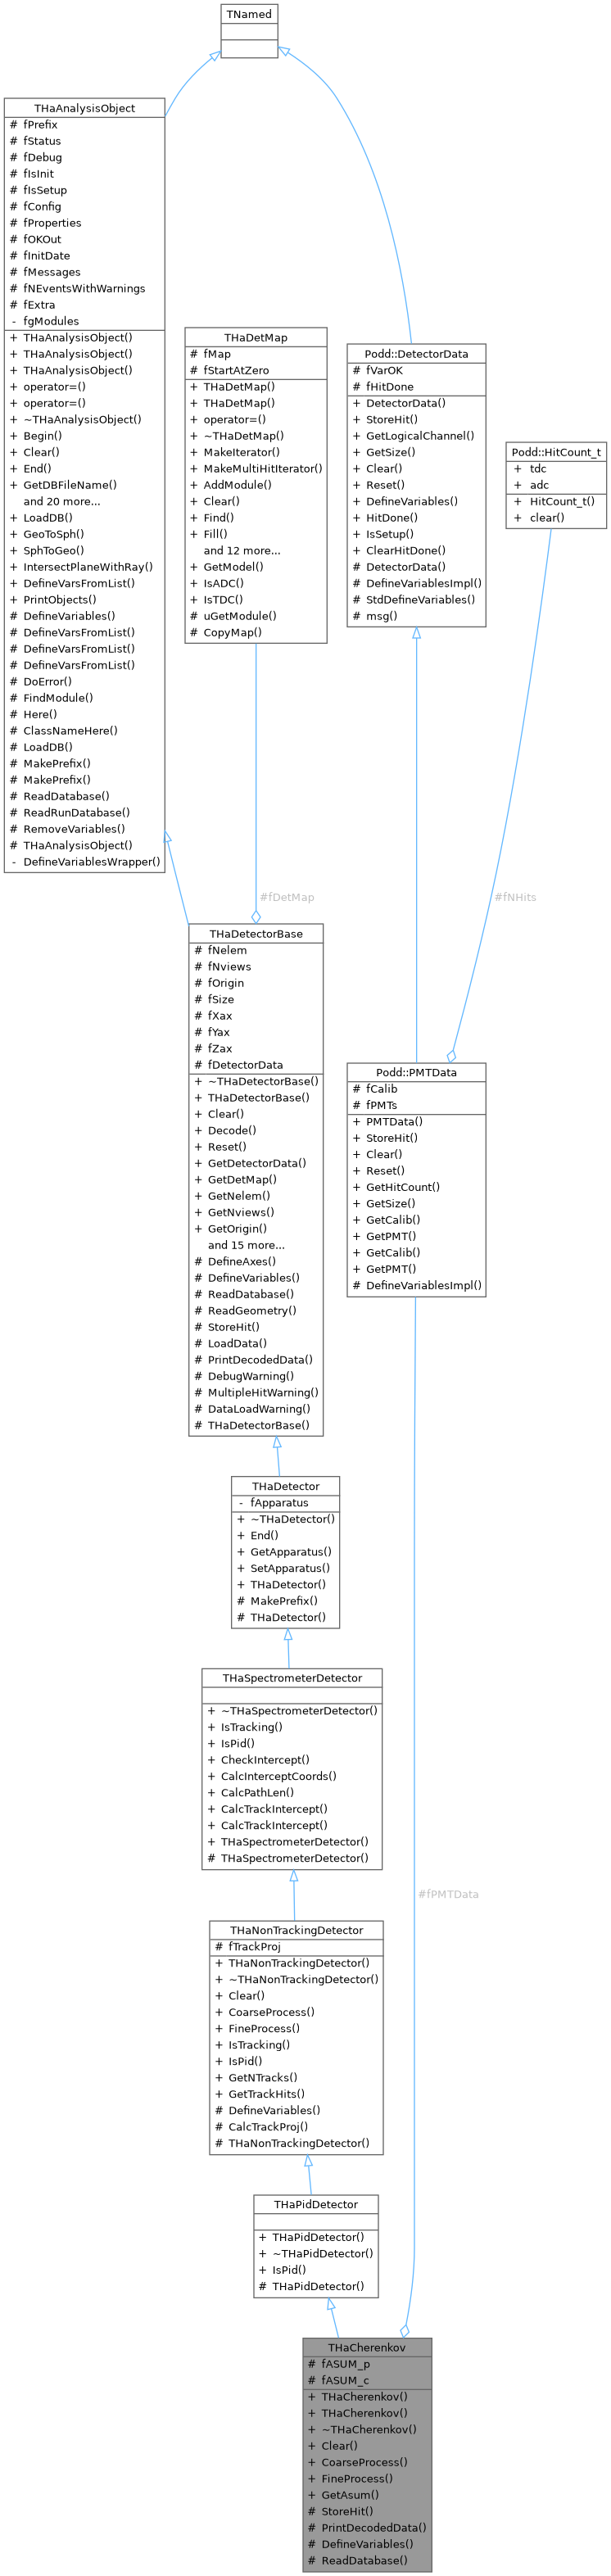 TNamed
THaAnalysisObject
# fPrefix
# fStatus
# fDebug
# fIsInit
# fIsSetup
# fConfig
# fProperties
# fOKOut
# fInitDate
# fMessages
# fNEventsWithWarnings
# fExtra
- fgModules
+ THaAnalysisObject()
+ THaAnalysisObject()
+ THaAnalysisObject()
+ operator=()
+ operator=()
+ ~THaAnalysisObject()
+ Begin()
+ Clear()
+ End()
+ GetDBFileName()
and 20 more...
+ LoadDB()
+ GeoToSph()
+ SphToGeo()
+ IntersectPlaneWithRay()
+ DefineVarsFromList()
+ PrintObjects()
# DefineVariables()
# DefineVarsFromList()
# DefineVarsFromList()
# DefineVarsFromList()
# DoError()
# FindModule()
# Here()
# ClassNameHere()
# LoadDB()
# MakePrefix()
# MakePrefix()
# ReadDatabase()
# ReadRunDatabase()
# RemoveVariables()
# THaAnalysisObject()
- DefineVariablesWrapper()
THaDetMap
# fMap
# fStartAtZero
+ THaDetMap()
+ THaDetMap()
+ operator=()
+ ~THaDetMap()
+ MakeIterator()
+ MakeMultiHitIterator()
+ AddModule()
+ Clear()
+ Find()
+ Fill()
and 12 more...
+ GetModel()
+ IsADC()
+ IsTDC()
# uGetModule()
# CopyMap()
Podd::DetectorData
# fVarOK
# fHitDone
+ DetectorData()
+ StoreHit()
+ GetLogicalChannel()
+ GetSize()
+ Clear()
+ Reset()
+ DefineVariables()
+ HitDone()
+ IsSetup()
+ ClearHitDone()
# DetectorData()
# DefineVariablesImpl()
# StdDefineVariables()
# msg()
Podd::HitCount_t
+ tdc
+ adc
+ HitCount_t()
+ clear()
#fDetMap
#fNHits
THaDetectorBase
# fNelem
# fNviews
# fOrigin
# fSize
# fXax
# fYax
# fZax
# fDetectorData
+ ~THaDetectorBase()
+ THaDetectorBase()
+ Clear()
+ Decode()
+ Reset()
+ GetDetectorData()
+ GetDetMap()
+ GetNelem()
+ GetNviews()
+ GetOrigin()
and 15 more...
# DefineAxes()
# DefineVariables()
# ReadDatabase()
# ReadGeometry()
# StoreHit()
# LoadData()
# PrintDecodedData()
# DebugWarning()
# MultipleHitWarning()
# DataLoadWarning()
# THaDetectorBase()
Podd::PMTData
# fCalib
# fPMTs
+ PMTData()
+ StoreHit()
+ Clear()
+ Reset()
+ GetHitCount()
+ GetSize()
+ GetCalib()
+ GetPMT()
+ GetCalib()
+ GetPMT()
# DefineVariablesImpl()
THaDetector
- fApparatus
+ ~THaDetector()
+ End()
+ GetApparatus()
+ SetApparatus()
+ THaDetector()
# MakePrefix()
# THaDetector()
THaSpectrometerDetector
+ ~THaSpectrometerDetector()
+ IsTracking()
+ IsPid()
+ CheckIntercept()
+ CalcInterceptCoords()
+ CalcPathLen()
+ CalcTrackIntercept()
+ CalcTrackIntercept()
+ THaSpectrometerDetector()
# THaSpectrometerDetector()
#fPMTData
THaNonTrackingDetector
# fTrackProj
+ THaNonTrackingDetector()
+ ~THaNonTrackingDetector()
+ Clear()
+ CoarseProcess()
+ FineProcess()
+ IsTracking()
+ IsPid()
+ GetNTracks()
+ GetTrackHits()
# DefineVariables()
# CalcTrackProj()
# THaNonTrackingDetector()
THaPidDetector
+ THaPidDetector()
+ ~THaPidDetector()
+ IsPid()
# THaPidDetector()
THaCherenkov
# fASUM_p
# fASUM_c
+ THaCherenkov()
+ THaCherenkov()
+ ~THaCherenkov()
+ Clear()
+ CoarseProcess()
+ FineProcess()
+ GetAsum()
# StoreHit()
# PrintDecodedData()
# DefineVariables()
# ReadDatabase()